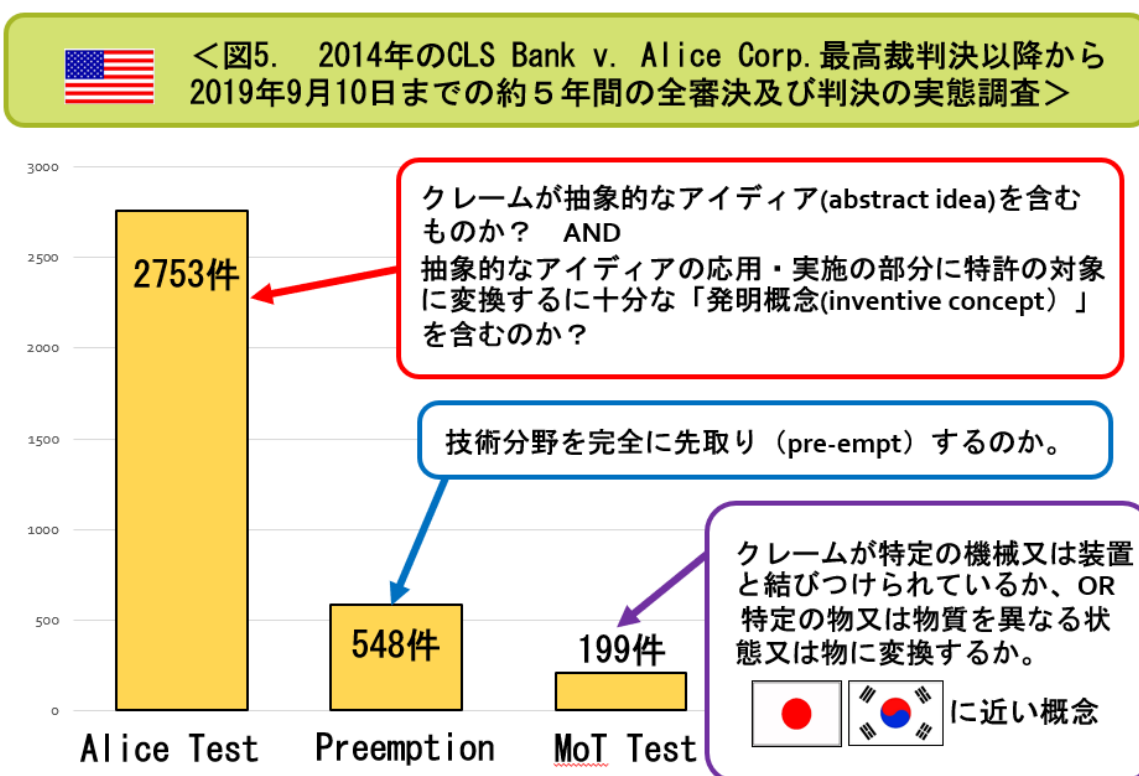 ＜図5.　2014年のCLS Bank v. Alice Corp.最高裁判決以降から
2019年9月10日までの約５年間の全審決及び判決の実態調査＞
3000
2500
2000
1500
1000
500
0
2753件
548件
199件
Alice Test
Preemption
MoT Test
クレームが抽象的なアイディア(abstract idea)を含む
ものか？　AND
抽象的なアイディアの応用・実施の部分に特許の対象
に変換するに十分な「発明概念(inventive concept）」
を含むのか？
技術分野を完全に先取り（pre-empt）するのか。
クレームが特定の機械又は装置
と結びつけられているか、OR
特定の物又は物質を異なる状
態又は物に変換するか。
に近い概念